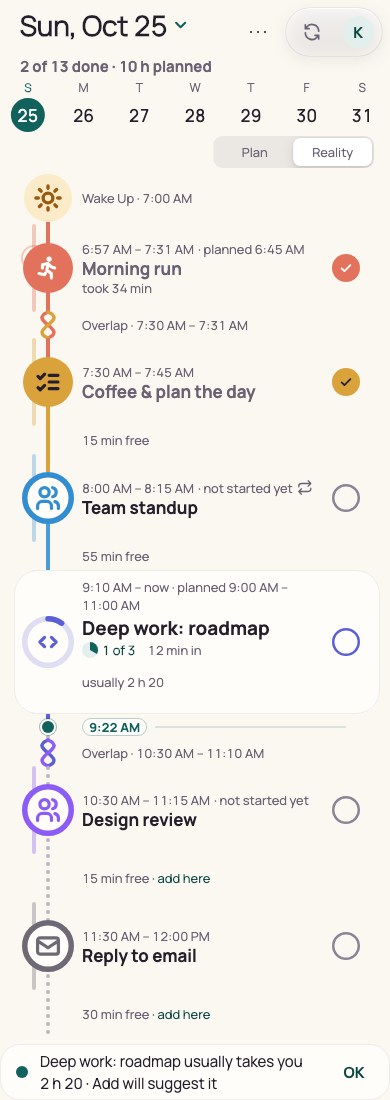 Sun, Oct 25
...
K
2 of 13 done · 10 h planned
S M T W T F S
25 26 27 28 29 30 31
Plan Reality
Wake Up · 7:00 AM
6:57 AM – 7:31 AM · planned 6:45 AM
Morning run
took 34 min
Overlap · 7:30 AM – 7:31 AM
7:30 AM – 7:45 AM
Coffee & plan the day
15 min free
8:00 AM – 8:15 AM · not started yet
Team standup
55 min free
9:10 AM – now · planned 9:00 AM –
11:00 AM
Deep work: roadmap
1 of 3 12 min in
usually 2 h 20
9:22 AM
Overlap · 10:30 AM – 11:10 AM
10:30 AM – 11:15 AM · not started yet
Design review
15 min free · add here
11:30 AM – 12:00 PM
Reply to email
30 min free · add here
Deep work: roadmap usually takes you
2 h 20 · Add will suggest it
OK